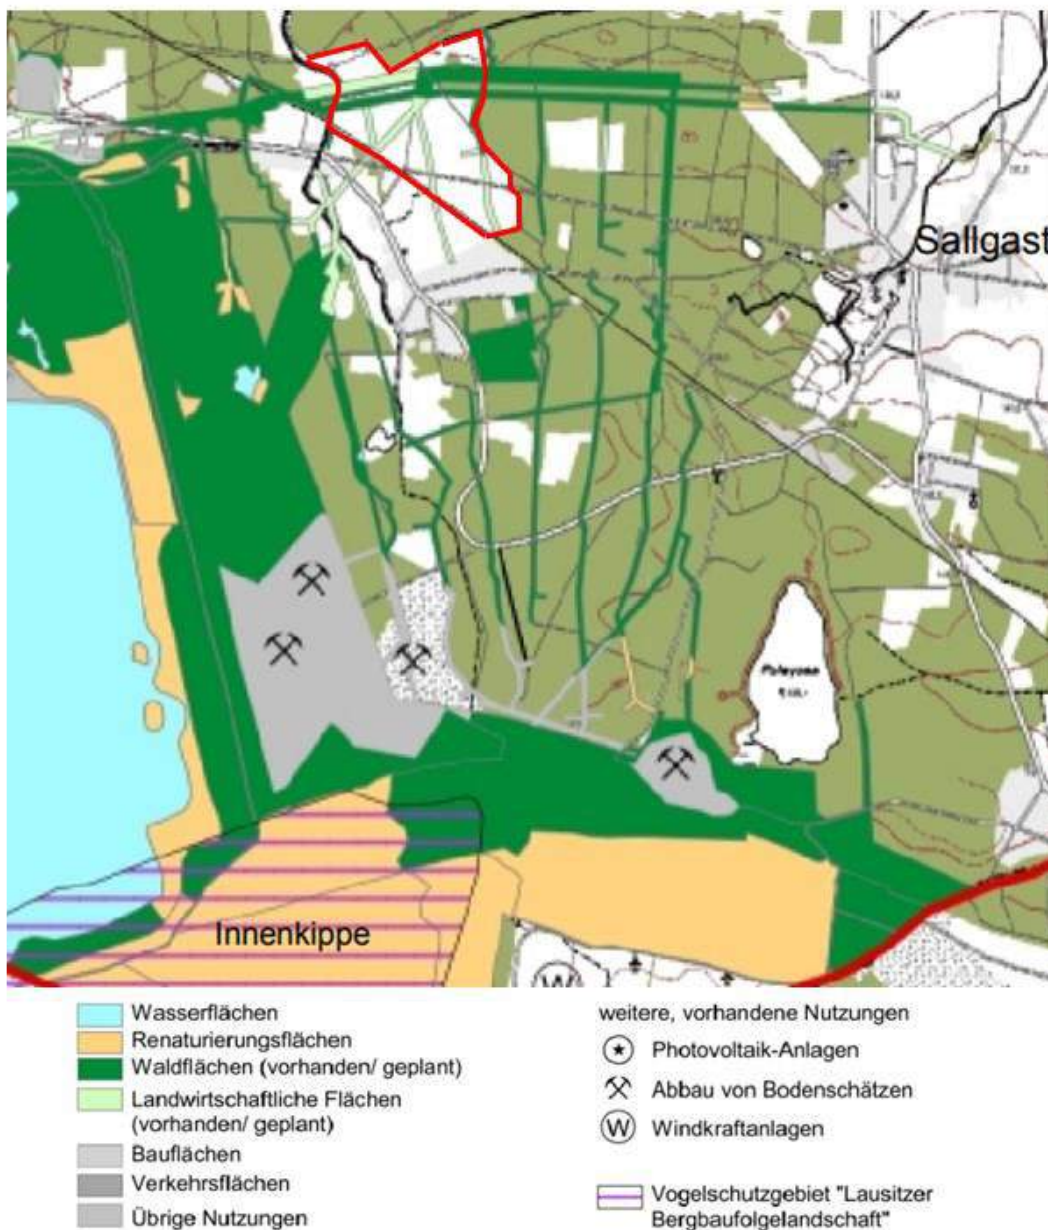 Sallgast
Innenkippe
W
Wasserflächen
Renaturierungsflächen
Waldflächen (vorhanden/ geplant)
Landwirtschaftliche Flächen
(vorhanden/ geplant)
Bauflächen
Verkehrsflächen
Übrige Nutzungen
weitere, vorhandene Nutzungen
Photovoltaik-Anlagen
Abbau von Bodenschätzen
W Windkraftanlagen
Vogelschutzgebiet "Lausitzer
Bergbaufolgelandschaft"